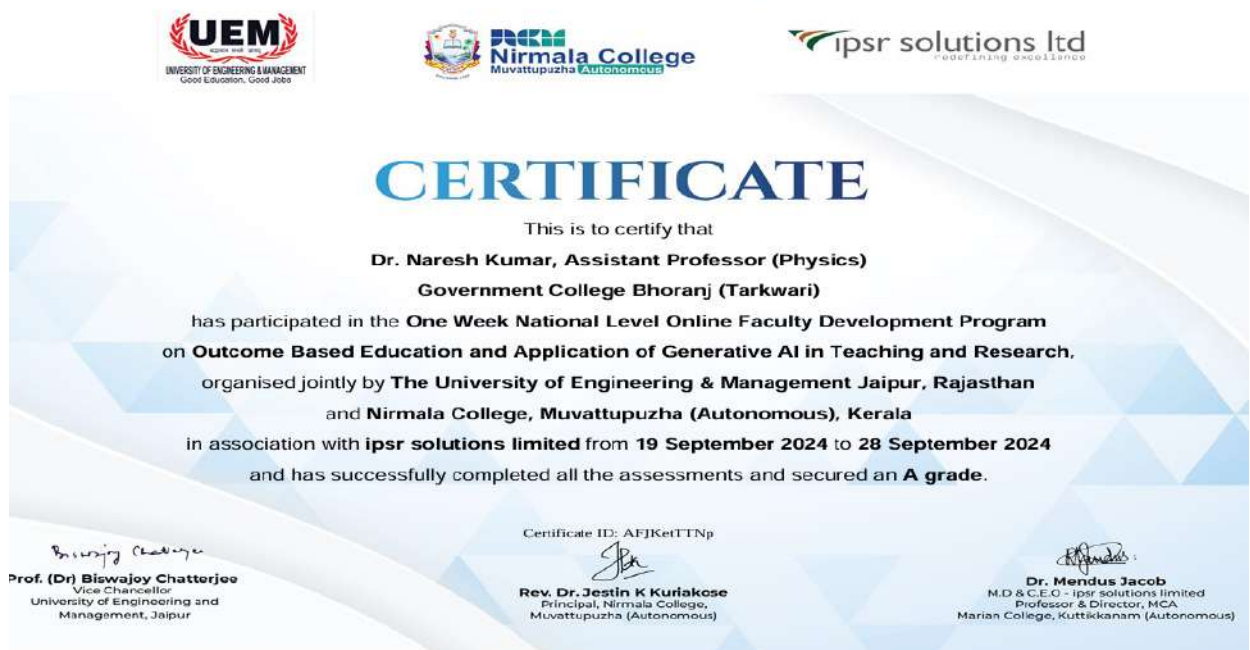 UEM
UNIVERSITY OF ENGINEERING & MANAGEMENT
Good Education, Good Jobs
Nirmala College
Muvattupuzha Autonomous
ipsr solutions ltd
redefining excellence
CERTIFICATE
This is to certify that
Dr. Naresh Kumar, Assistant Professor (Physics)
Government College Bhoranj (Tarkwari)
has participated in the One Week National Level Online Faculty Development Program
on Outcome Based Education and Application of Generative AI in Teaching and Research,
organised jointly by The University of Engineering & Management Jaipur, Rajasthan
and Nirmala College, Muvattupuzha (Autonomous), Kerala
in association with ipsr solutions limited from 19 September 2024 to 28 September 2024
and has successfully completed all the assessments and secured an A grade.
Biswajoy Chatterjee
Prof. (Dr) Biswajoy Chatterjee
Vice Chancellor
University of Engineering and
Management, Jaipur
Certificate ID: AFJKetTTNp
Rev. Dr. Jestin K Kuriakose
Principal, Nirmala College,
Muvattupuzha (Autonomous)
Dr. Mendus Jacob
M.D & C.E.O - ipsr solutions limited
Professor & Director, MCA
Marian College, Kuttikkanam (Autonomous)